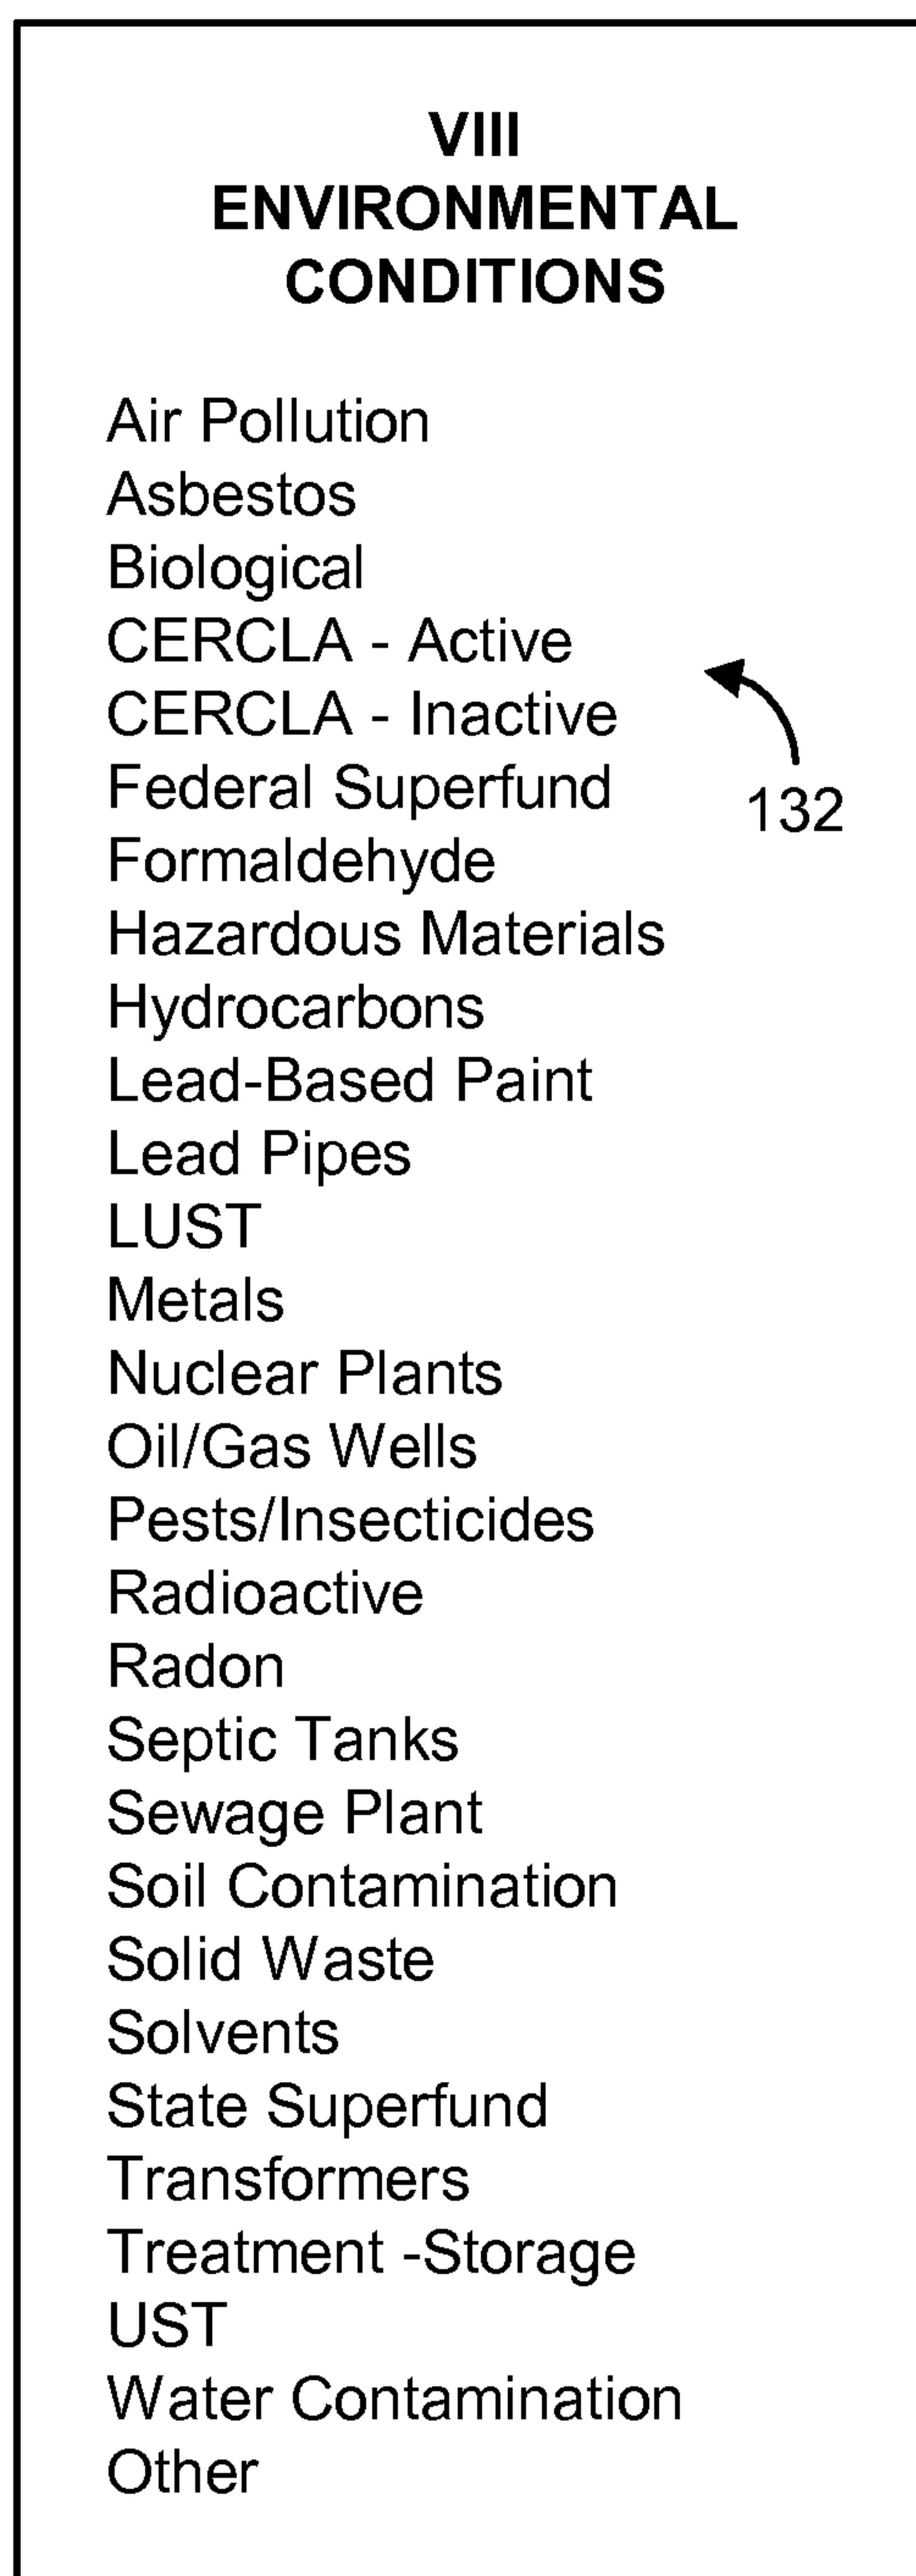 VIII
ENVIRONMENTAL
CONDITIONS
Air Pollution
Asbestos
Biological
CERCLA - Active
CERCLA - Inactive
Federal Superfund
132
Formaldehyde
Hazardous Materials
Hydrocarbons
Lead-Based Paint
Lead Pipes
LUST
Metals
Nuclear Plants
Oil/Gas Wells
Pests/Insecticides
Radioactive
Radon
Septic Tanks
Sewage Plant
Soil Contamination
Solid Waste
Solvents
State Superfund
Transformers
Treatment -Storage
UST
Water Contamination
Other